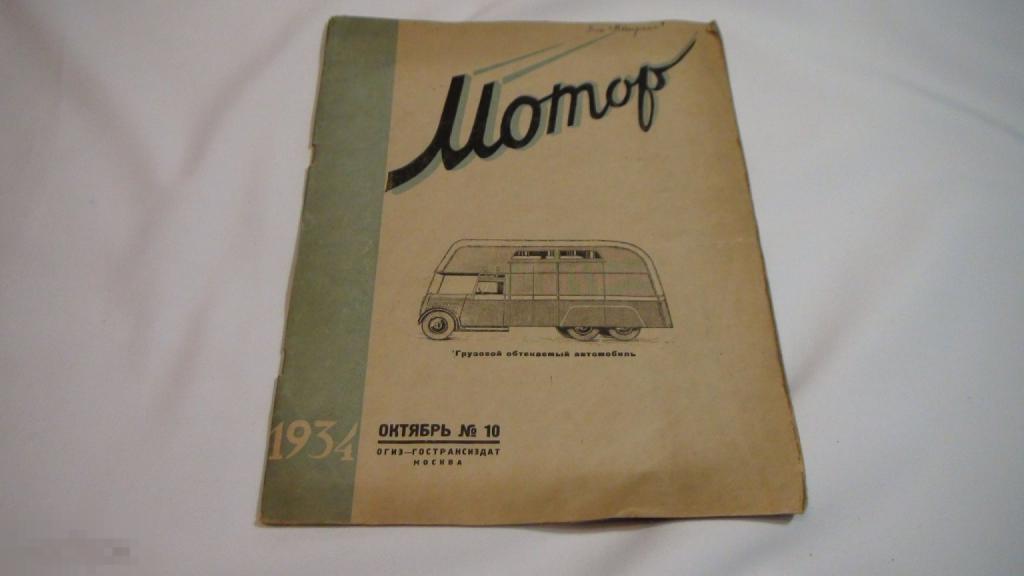 Мотор
Грузовой обтекаемый автомобиль
1934
ОКТЯБРЬ № 10
ОГИЗ—ГОСТРАНСИЗДАТ
МОСКВА